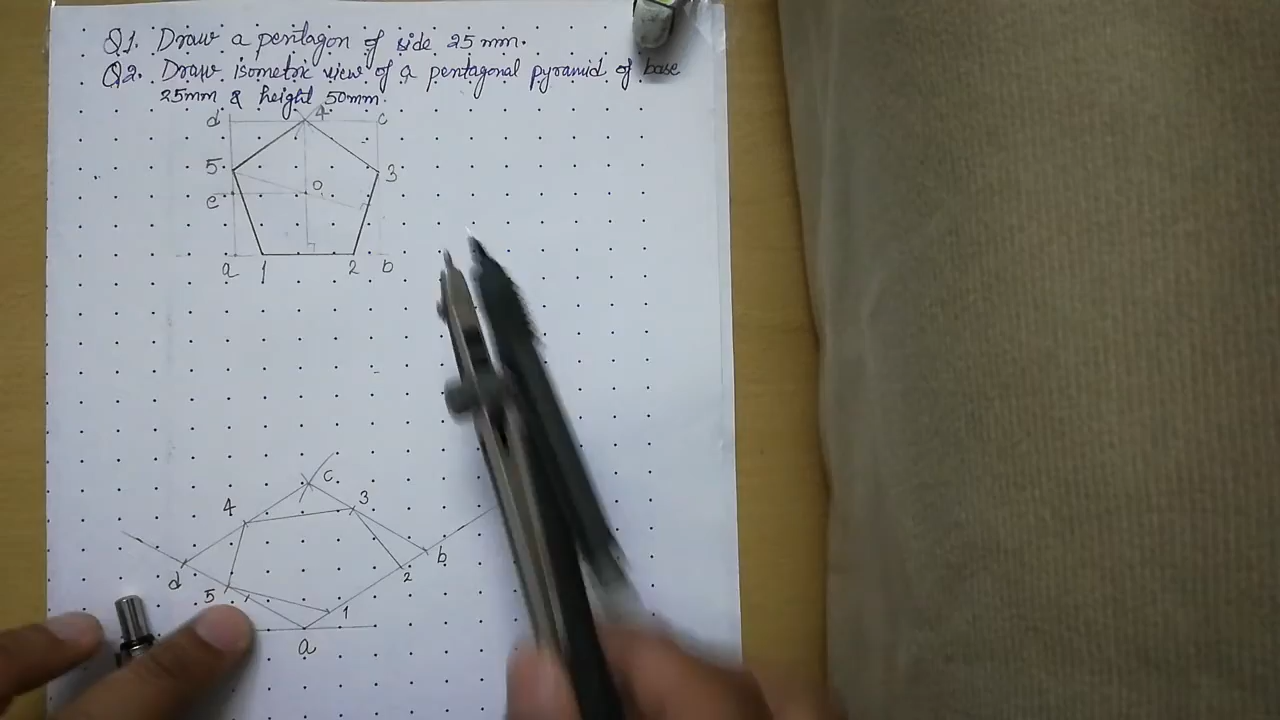 Q1. Draw a pentagon of side 25 mm.
Q2. Draw isometric view of a pentagonal pyramid of base
25mm & height 50mm.
d 4 c
5 3
e o
a 1 2 b
c
4 3
d b
5 2
1
a